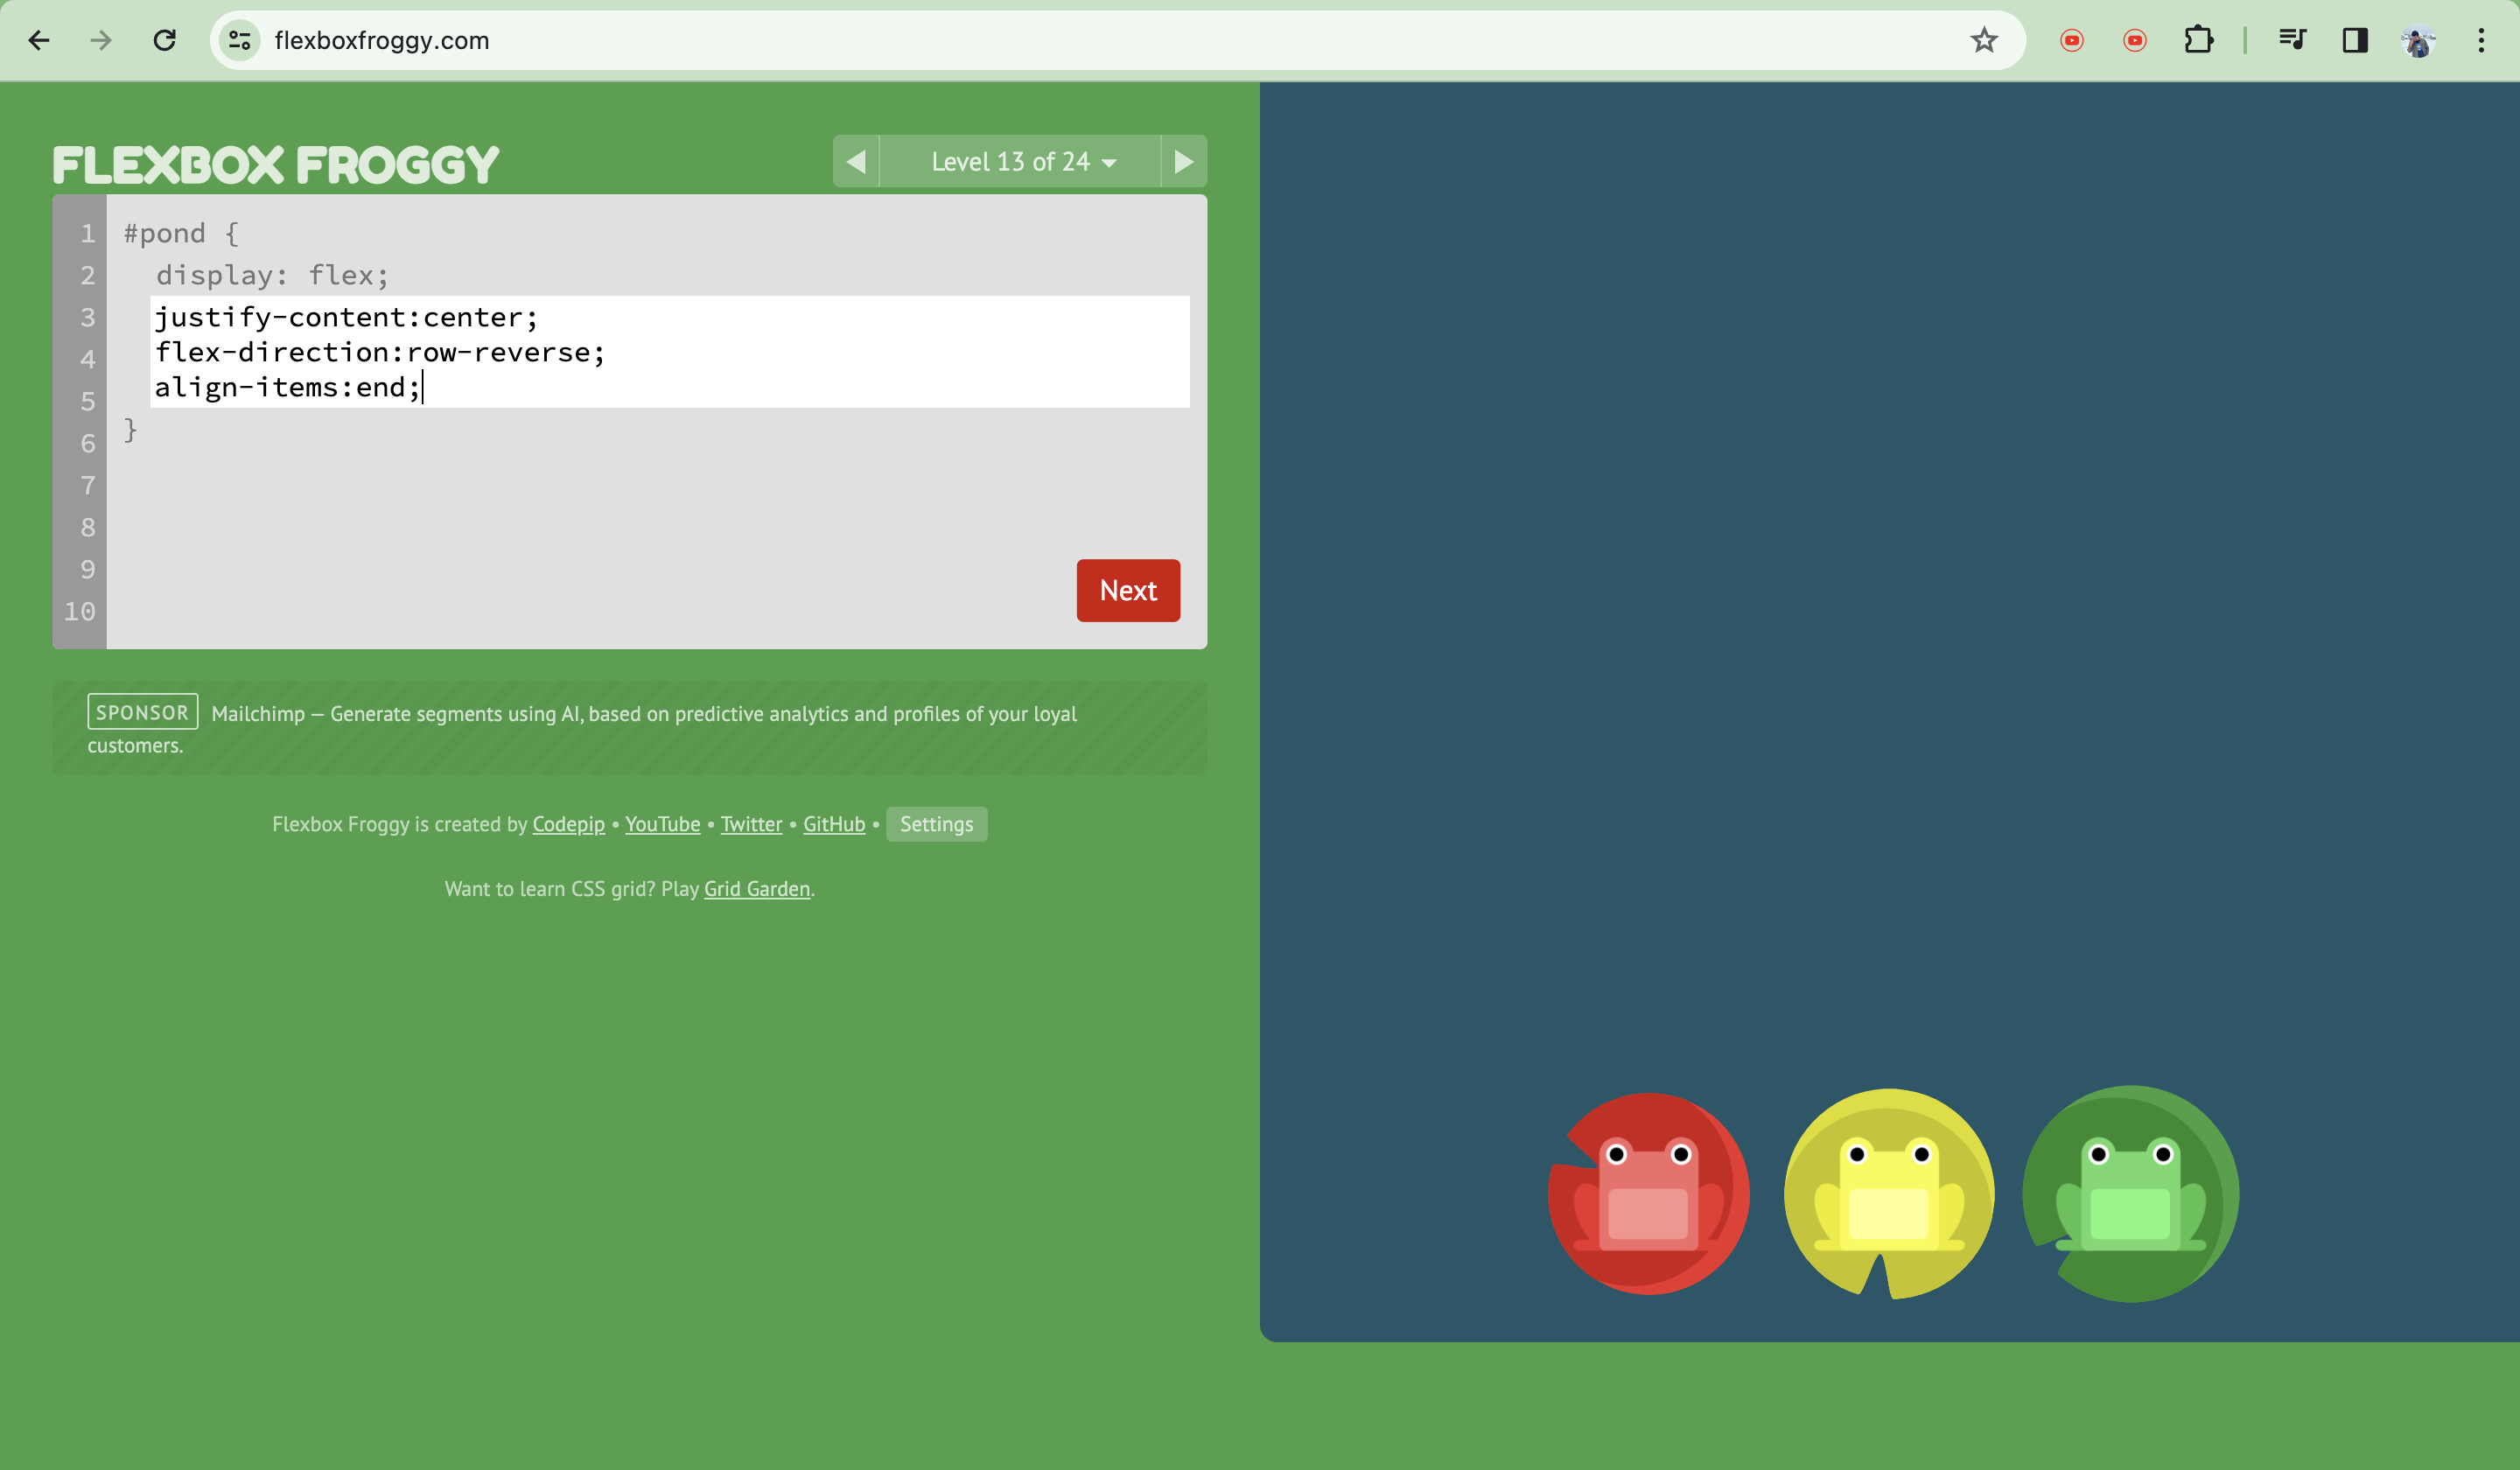 flexboxfroggy.com
FLEXBOX FROGGY
Level 13 of 24
1 #pond {
2 display: flex;
3 justify-content:center;
4 flex-direction:row-reverse;
5 align-items:end;
6 }
7
8
9
10
Next
SPONSOR Mailchimp — Generate segments using AI, based on predictive analytics and profiles of your loyal
customers.
Flexbox Froggy is created by Codepip • YouTube • Twitter • GitHub • Settings
Want to learn CSS grid? Play Grid Garden.